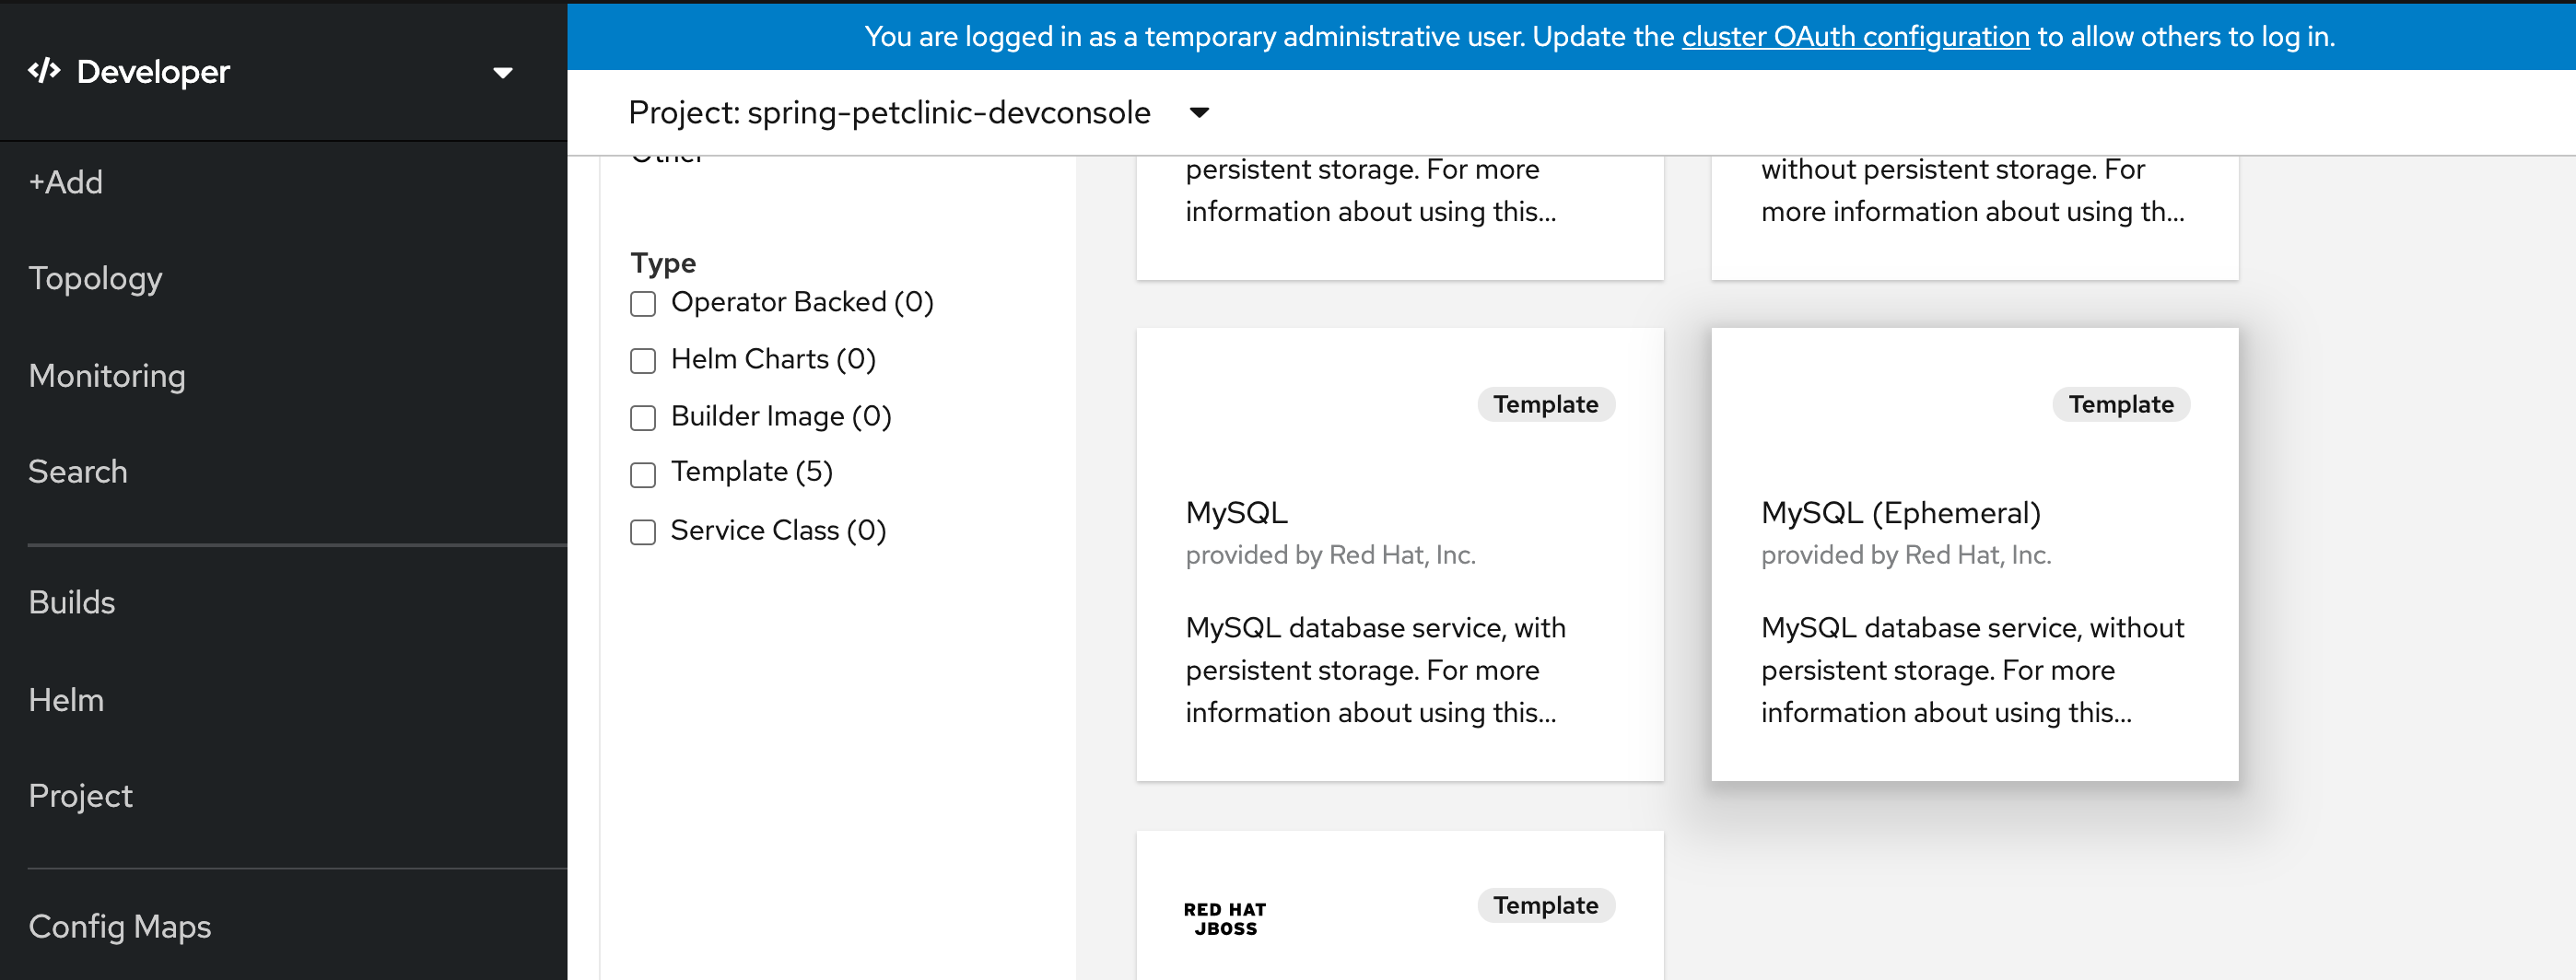 You are logged in as a temporary administrative user. Update the cluster OAuth configuration to allow others to log in.
</> Developer
Project: spring-petclinic-devconsole
+Add
Topology
Monitoring
Search
Builds
Helm
Project
Config Maps
Other
Type
Operator Backed (0)
Helm Charts (0)
Builder Image (0)
Template (5)
Service Class (0)
persistent storage. For more
information about using this...
without persistent storage. For
more information about using th...
Template
MySQL
provided by Red Hat, Inc.
MySQL database service, with
persistent storage. For more
information about using this...
Template
MySQL (Ephemeral)
provided by Red Hat, Inc.
MySQL database service, without
persistent storage. For more
information about using this...
RED HAT
JBOSS
Template